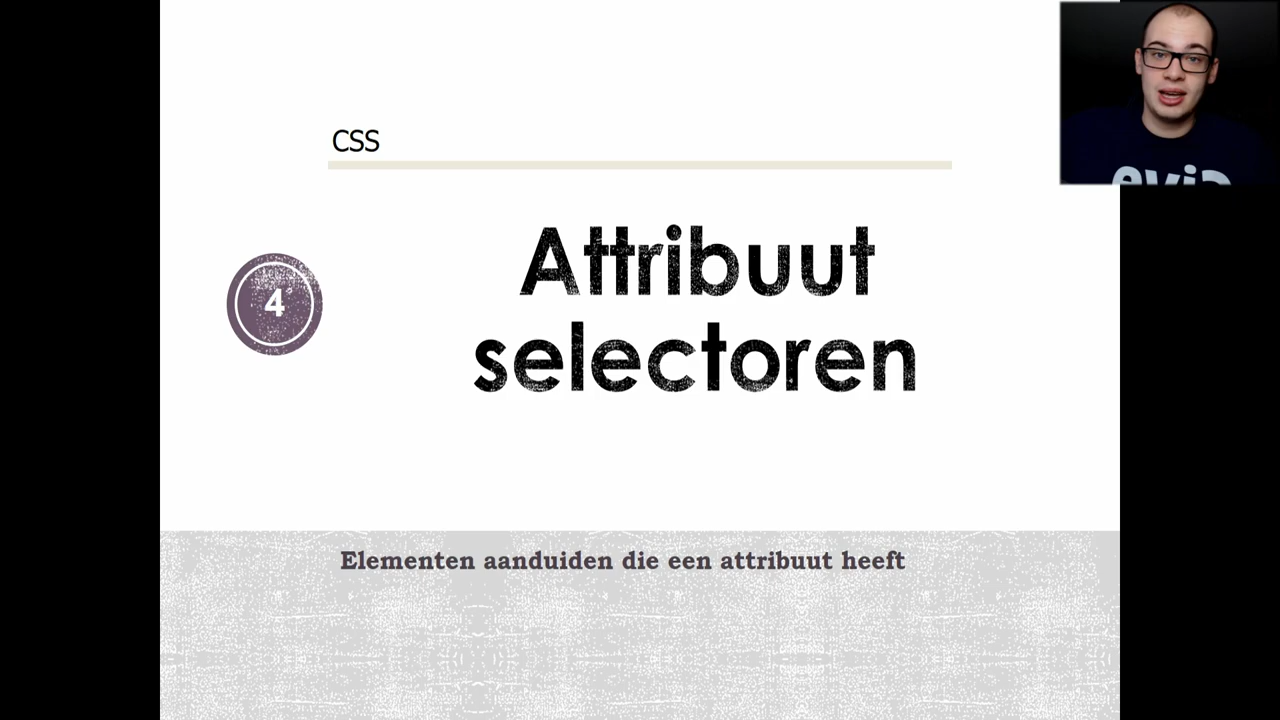 CSS
4
Attribuut
selectoren
Elementen aanduiden die een attribuut heeft